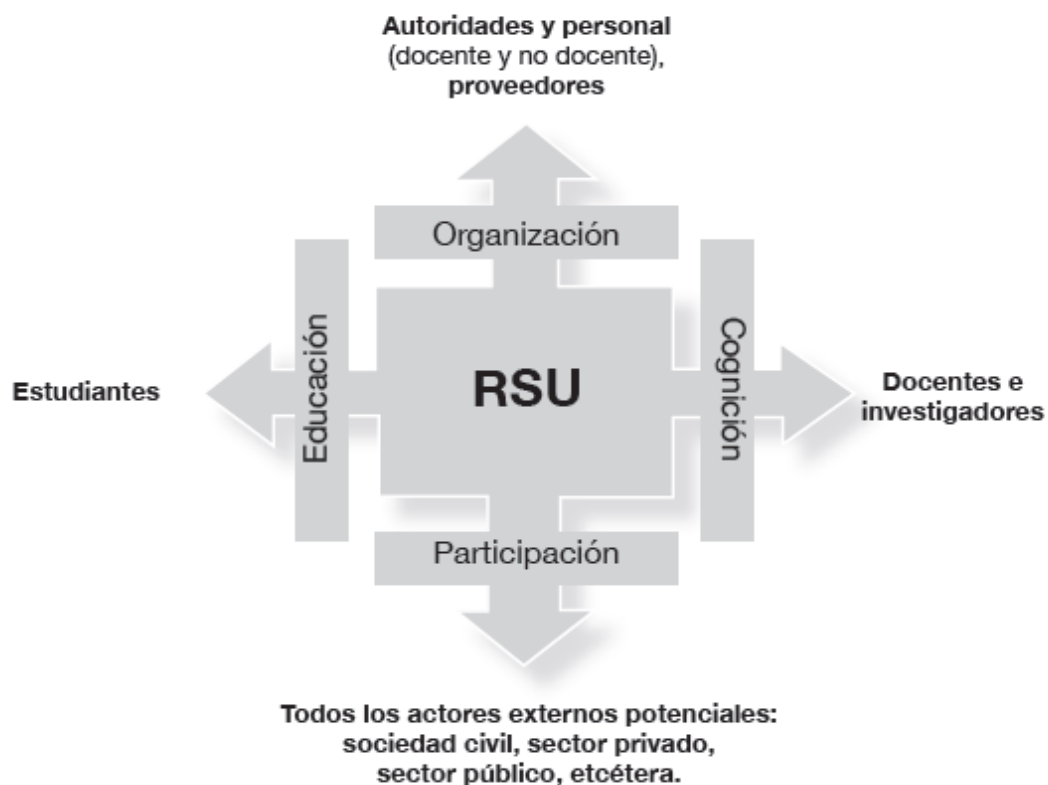 Autoridades y personal
(docente y no docente),
proveedores
Organización
Educación
Cognición
RSU
Estudiantes
Docentes e
investigadores
Participación
Todos los actores externos potenciales:
sociedad civil, sector privado,
sector público, etcétera.